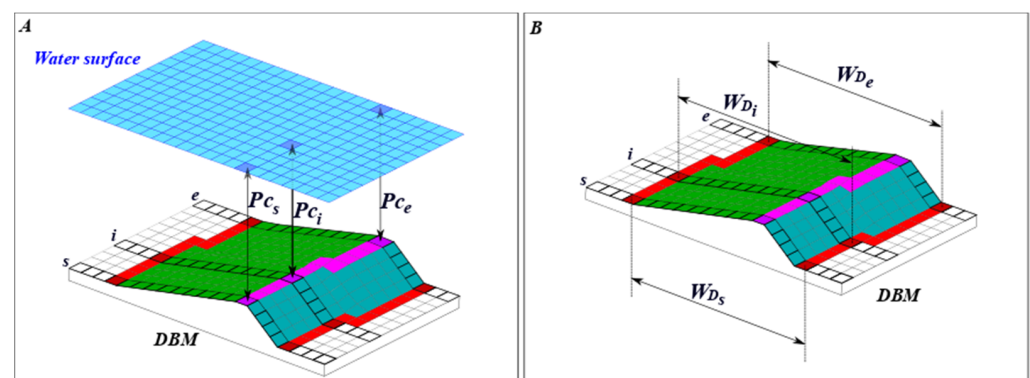 A
Water surface
Pcs
Pci
Pce
e
i
s
DBM
B
WDe
WDi
e
i
s
WDs
DBM